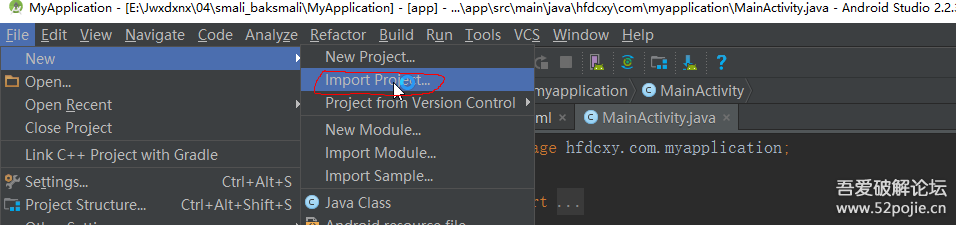 MyApplication - [E:\Jwxdxnx\04\smali_baksmali\MyApplication] - [app] - ...\app\src\main\java\hfdcxy\com\myapplication\MainActivity.java - Android Studio 2.2.
File Edit View Navigate Code Analyze Refactor Build Run Tools VCS Window Help
New
New Project...
Open...
Import Project...
myapplication
MainActivity
Open Recent
Project from Version Control
Close Project
New Module...
ml
MainActivity.java
Link C++ Project with Gradle
Import Module...
age hfdcxy.com.myapplication;
Settings... Ctrl+Alt+S
Import Sample...
Project Structure... Ctrl+Alt+Shift+S
Java Class
rt ...
Android resource file
吾爱破解论坛
www.52pojie.cn